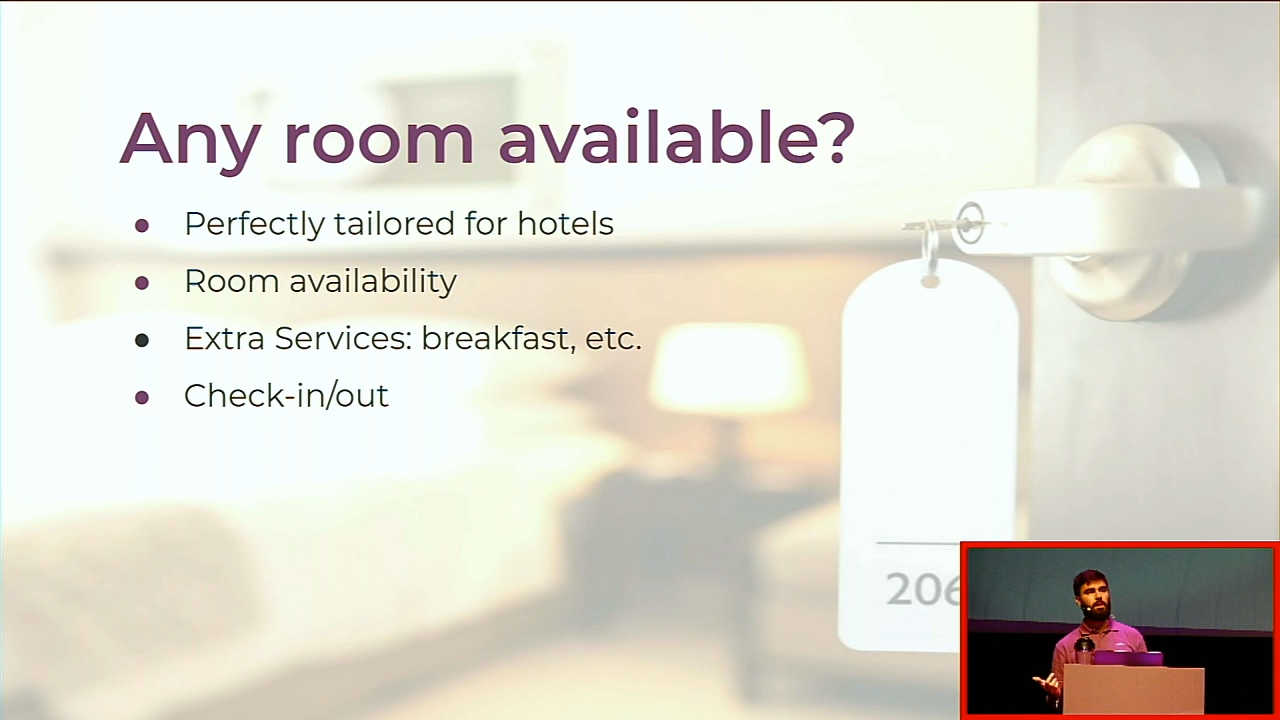 Any room available?
Perfectly tailored for hotels
Room availability
Extra Services: breakfast, etc.
Check-in/out
206